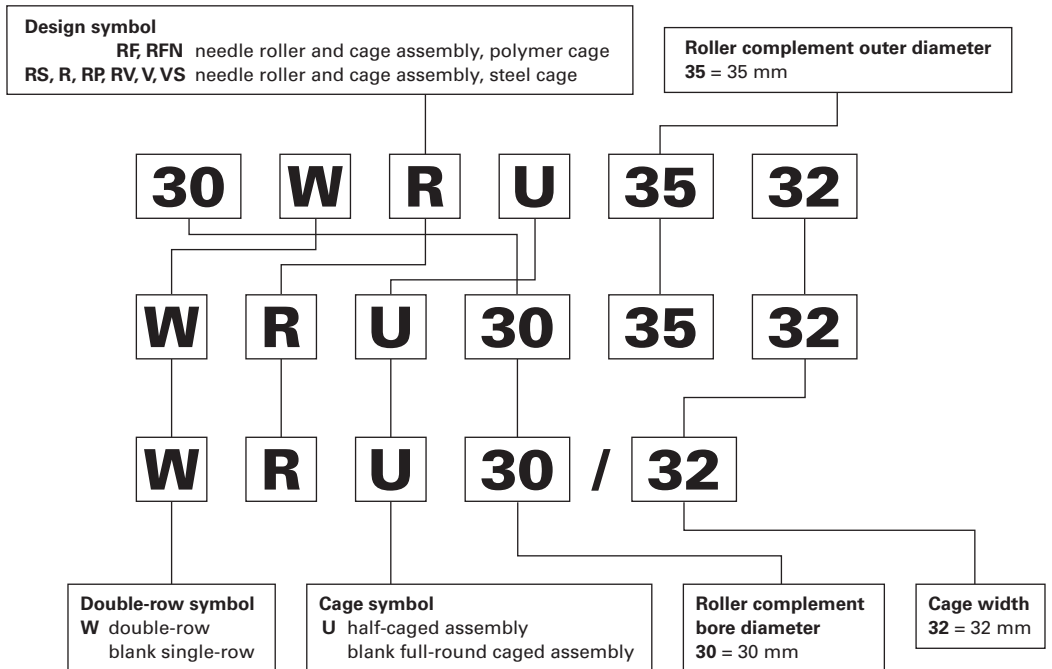 Design symbol
RF, RFN needle roller and cage assembly, polymer cage
RS, R, RP, RV, V, VS needle roller and cage assembly, steel cage
Roller complement outer diameter
35 = 35 mm
30 W R U 35 32
W R U 30 35 32
W R U 30 / 32
Double-row symbol
W double-row
blank single-row
Cage symbol
U half-caged assembly
blank full-round caged assembly
Roller complement
bore diameter
30 = 30 mm
Cage width
32 = 32 mm